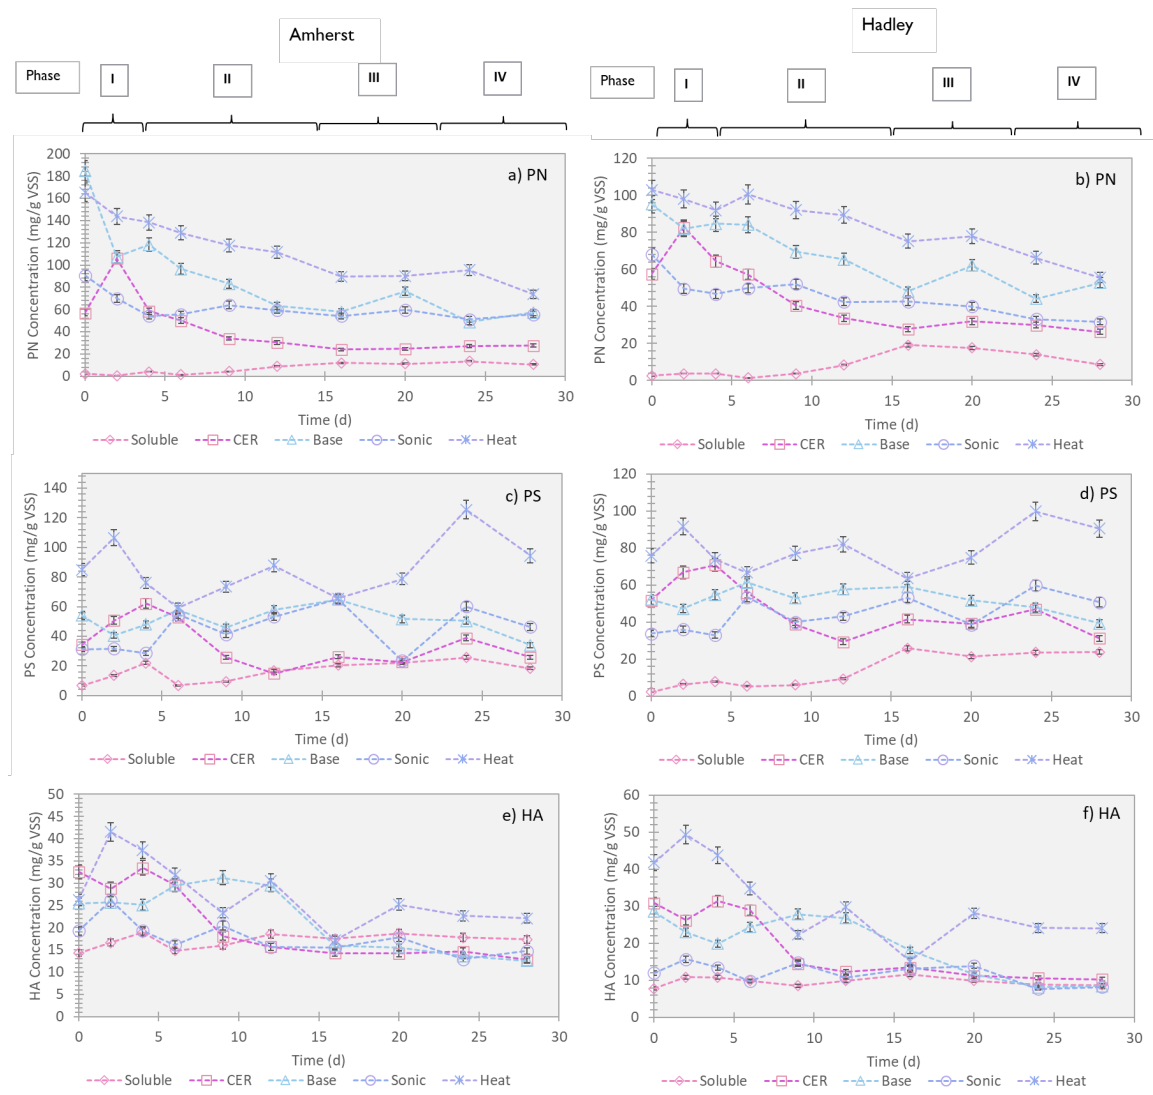 Amherst
Hadley
Phase I II III IV
Phase I II III IV
a) PN
PN Concentration (mg/g VSS)
200
180
160
140
120
100
80
60
40
20
0
0 5 10 15 20 25 30
Time (d)
Soluble CER Base Sonic Heat
b) PN
PN Concentration (mg/g VSS)
120
100
80
60
40
20
0
0 5 10 15 20 25 30
Time (d)
Soluble CER Base Sonic Heat
c) PS
PS Concentration (mg/g VSS)
140
120
100
80
60
40
20
0
0 5 10 15 20 25 30
Time (d)
Soluble CER Base Sonic Heat
d) PS
PS Concentration (mg/g VSS)
120
100
80
60
40
20
0
0 5 10 15 20 25 30
Time (d)
Soluble CER Base Sonic Heat
e) HA
HA Concentration (mg/g VSS)
50
45
40
35
30
25
20
15
10
5
0
0 5 10 15 20 25 30
Time (d)
Soluble CER Base Sonic Heat
f) HA
HA Concentration (mg/g VSS)
60
50
40
30
20
10
0
0 5 10 15 20 25 30
Time (d)
Soluble CER Base Sonic Heat